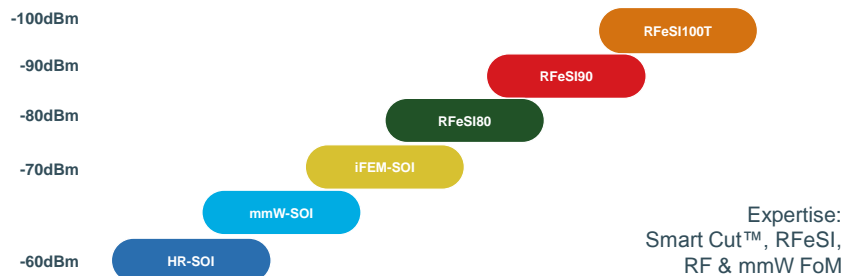 -100dBm
RFeSI100T
-90dBm
RFeSI90
-80dBm
RFeSI80
-70dBm
iFEM-SOI
mmW-SOI
-60dBm
HR-SOI
Expertise:
Smart Cut™, RFeSI,
RF & mmW FoM